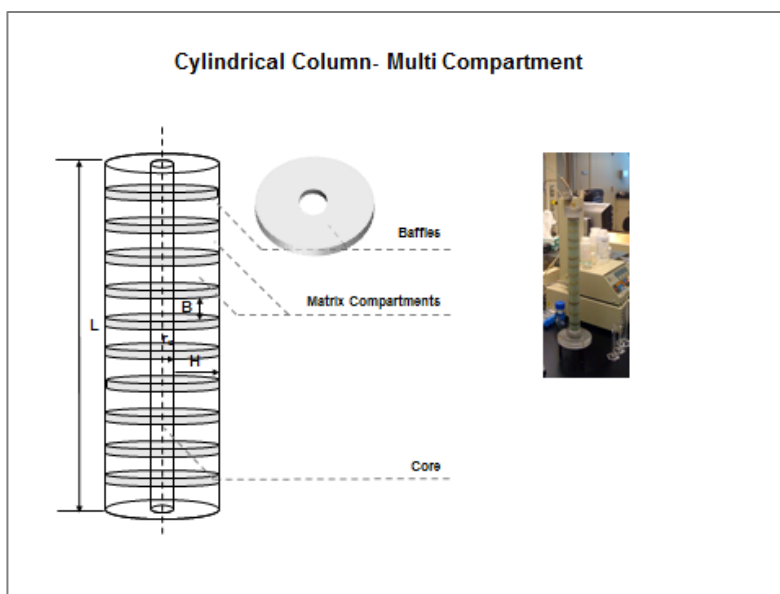 Cylindrical Column- Multi Compartment
Baffles
Matrix Compartments
B
L
r
H
Core